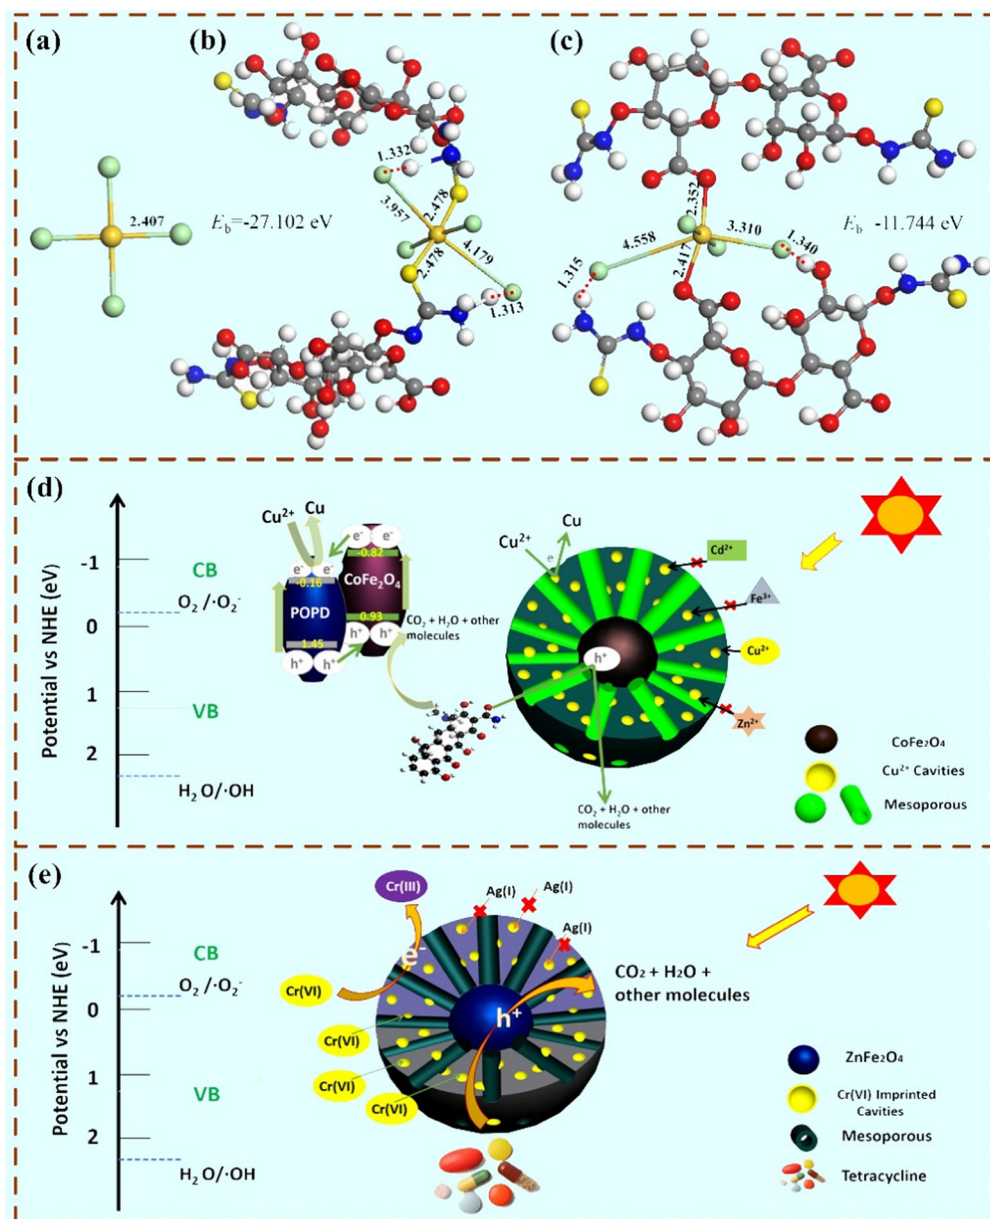 (a)
(b)
(c)
2.407
Eb=-27.102 eV
1.332
3.957
2.478
2.478
4.179
1.313
2.352
4.558
3.310
1.340
2.417
1.315
Eb -11.744 eV
(d)
Potential vs NHE (eV)
-1
0
1
2
CB
O2 /·O2-
VB
H2 O/·OH
Cu2+
Cu
e-
e-
e-
e-
-0.82
-0.16
CoFe2O4
POPD
0.93
1.45
h+
h+
h+
h+
CO2 + H2O + other
molecules
Cu2+
Cu
e-
h+
Cd2+
Fe3+
Cu2+
Zn2+
CO2 + H2O + other
molecules
CoFe2O4
Cu2+ Cavities
Mesoporous
(e)
Potential vs NHE (eV)
-1
0
1
2
CB
O2 /·O2-
VB
H2 O/·OH
Cr(III)
e-
Cr(VI)
Cr(VI)
Cr(VI)
Cr(VI)
Ag(I)
Ag(I)
Ag(I)
h+
CO2 + H2O +
other molecules
ZnFe2O4
Cr(VI) Imprinted
Cavities
Mesoporous
Tetracycline